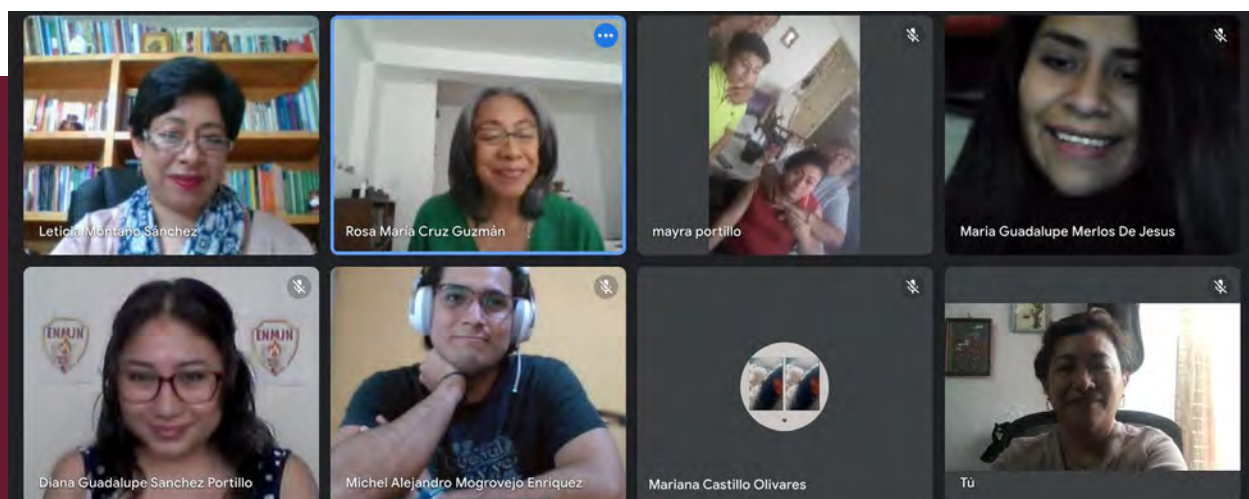 Leticia Montaño Sánchez
Rosa María Cruz Guzmán
mayra portillo
Maria Guadalupe Merlos De Jesus
ENMJN
ENMJN
Diana Guadalupe Sanchez Portillo
Michel Alejandro Mogrovejo Enriquez
Mariana Castillo Olivares
Tú